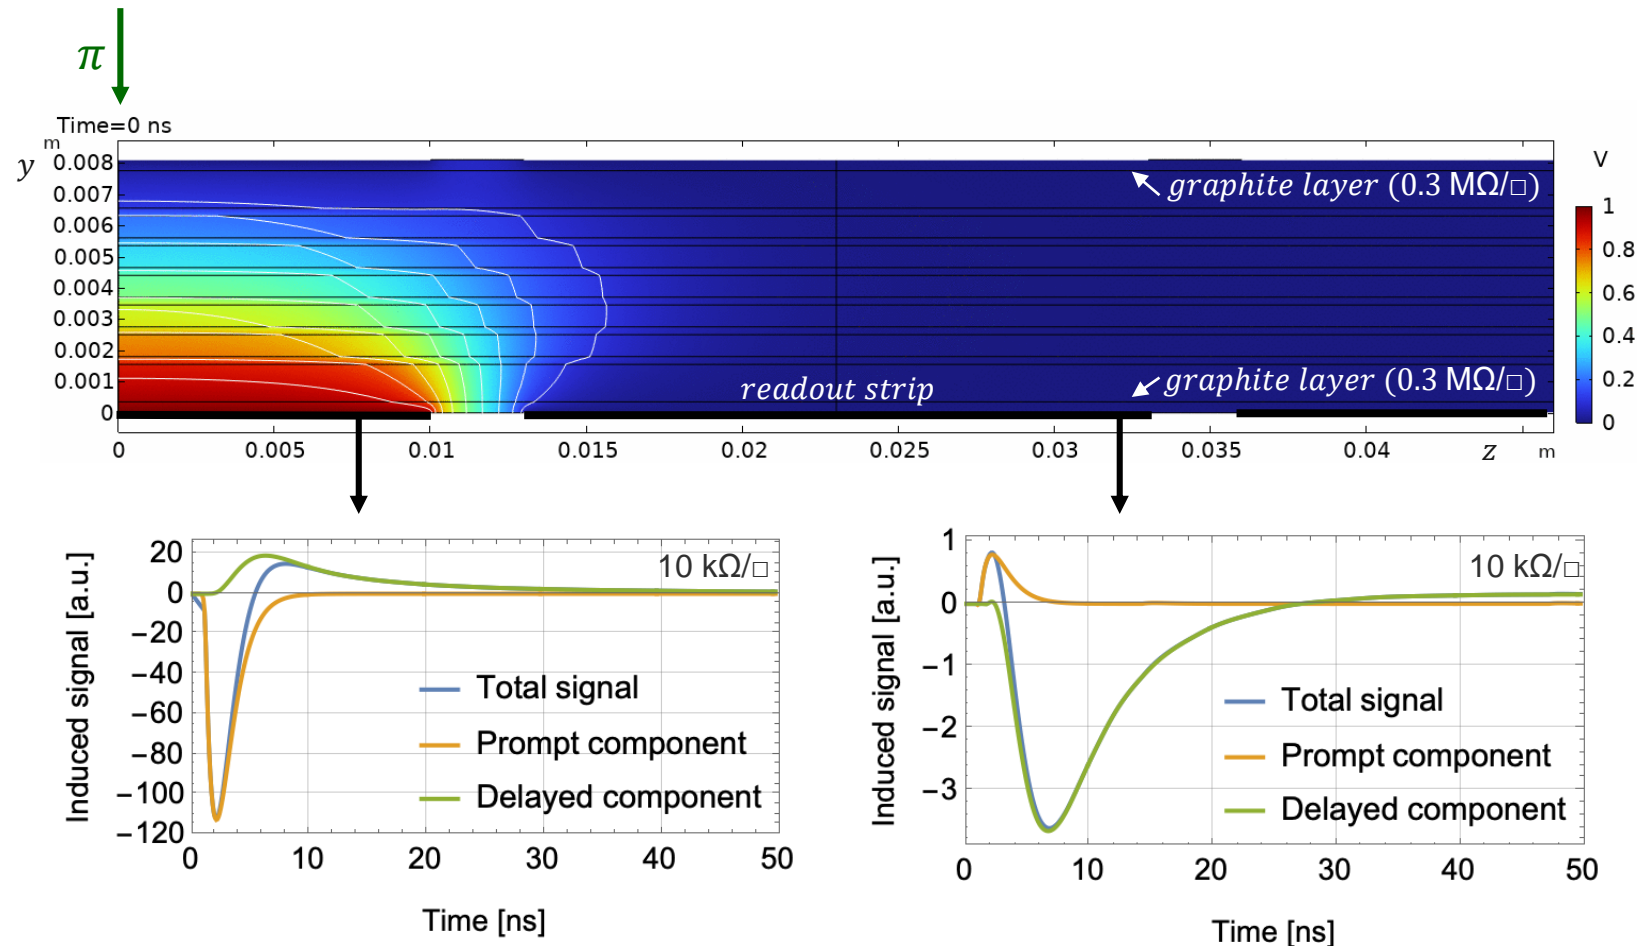 π
Time=0 ns
m
y
0.008
0.007
0.006
0.005
0.004
0.003
0.002
0.001
0
graphite layer (0.3 MΩ/□)
graphite layer (0.3 MΩ/□)
readout strip
0 0.005 0.01 0.015 0.02 0.025 0.03 0.035 0.04 z m
V
1
0.8
0.6
0.4
0.2
0
Induced signal [a.u.]
20
0
−20
−40
−60
−80
−100
−120
10 kΩ/□
Total signal
Prompt component
Delayed component
0 10 20 30 40 50
Time [ns]
Induced signal [a.u.]
1
0
−1
−2
−3
10 kΩ/□
Total signal
Prompt component
Delayed component
0 10 20 30 40 50
Time [ns]